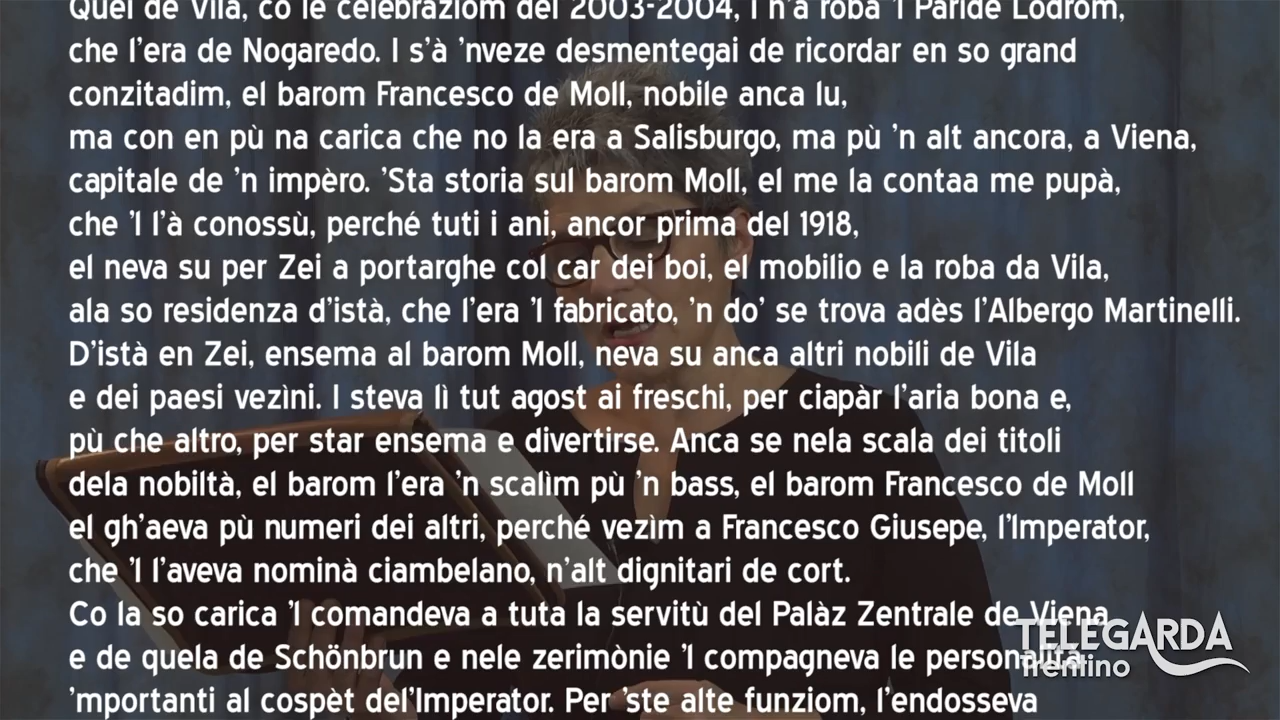 Quei de Vila, co le celebraziom del 2003-2004, i n'à robà 'l Paride Lodrom,
che l'era de Nogaredo. I s'à 'nveze desmentegai de ricordar en so grand
conzitadim, el barom Francesco de Moll, nobile anca lu,
ma con en pù na carica che no la era a Salisburgo, ma pù 'n alt ancora, a Viena,
capitale de 'n impèro. 'Sta storia sul barom Moll, el me la contaa me pupà,
che 'l l'à conossù, perché tuti i ani, ancor prima del 1918,
el neva su per Zei a portarghe col car dei boi, el mobilio e la roba da Vila,
ala so residenza d'istà, che l'era 'l fabricato, 'n do' se trova adès l'Albergo Martinelli.
D'istà en Zei, ensema al barom Moll, neva su anca altri nobili de Vila
e dei paesi vezìni. I steva lì tut agost ai freschi, per ciapàr l'aria bona e,
pù che altro, per star ensema e divertirse. Anca se nela scala dei titoli
dela nobiltà, el barom l'era 'n scalìm pù 'n bass, el barom Francesco de Moll
el gh'aeva pù numeri dei altri, perché vezìm a Francesco Giusepe, l'Imperator,
che 'l l'aveva nominà ciambelano, n'alt dignitari de cort.
Co la so carica 'l comandeva a tuta la servitù del Palàz Zentrale de Viena
e de quela de Schönbrun e nele zerimònie 'l compagneva le personalità
'mportanti al cospèt del'Imperator. Per 'ste alte funziom, l'endosseva
TELEGARDA
trentino